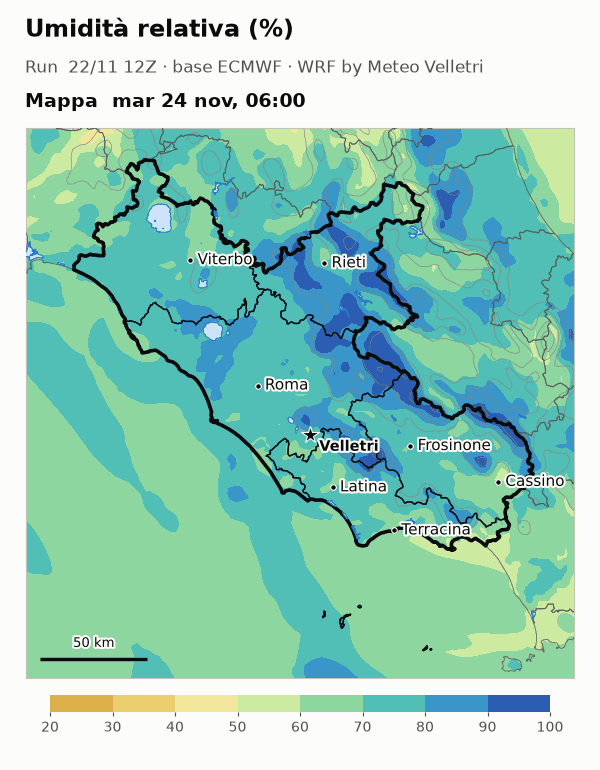 Umidità relativa (%)
Run  22/11 12Z · base ECMWF · WRF by Meteo Velletri
Mappa  mar 24 nov, 06:00
Viterbo
Rieti
Roma
Velletri
Frosinone
Latina
Cassino
Terracina
50 km
20 30 40 50 60 70 80 90 100